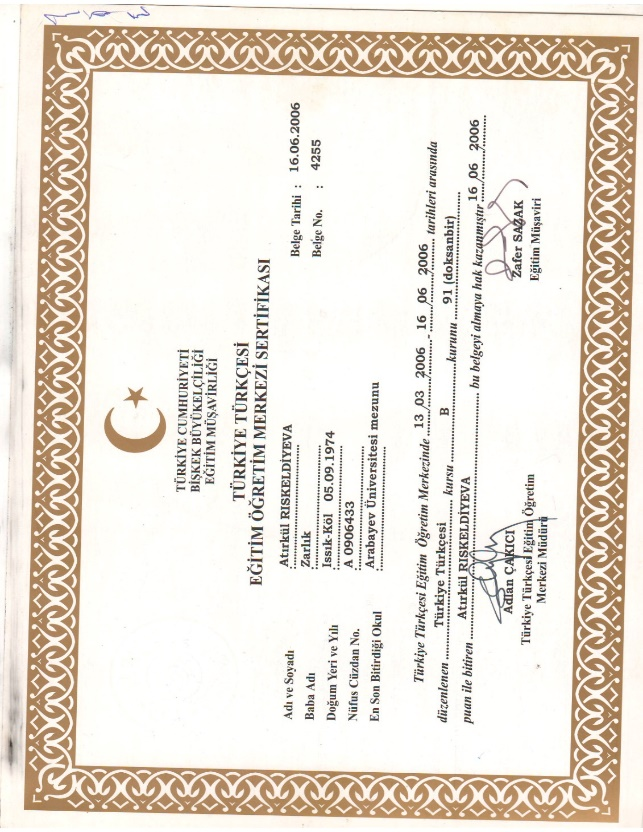 TÜRKİYE CUMHURİYETİ
BİŞKEK BÜYÜKELÇİLİĞİ
EĞİTİM MÜŞAVİRLİĞİ
TÜRKİYE TÜRKÇESİ
EĞİTİM ÖĞRETİM MERKEZİ SERTİFİKASI
Belge Tarihi : 16.06.2006
Belge No. : 4255
Adı ve Soyadı Atırkül RISKELDİYEVA
Baba Adı Zarlık
Doğum Yeri ve Yılı Issık-Köl 05.09.1974
Nüfus Cüzdan No. A 0906433
En Son Bitirdiği Okul Arabayev Üniversitesi mezunu
Türkiye Türkçesi Eğitim Öğretim Merkezinde 13/03/2006 - 16/06/2006 tarihleri arasında
düzenlenen Türkiye Türkçesi kursu B kurunu 91 (doksanbir)
puan ile bitiren Atırkül RISKELDİYEVA bu belgeyi almaya hak kazanmıştır 16/06/2006
Adlan ÇAKICI
Türkiye Türkçesi Eğitim Öğretim
Merkezi Müdürü
Zafer SAZAK
Eğitim Müşaviri